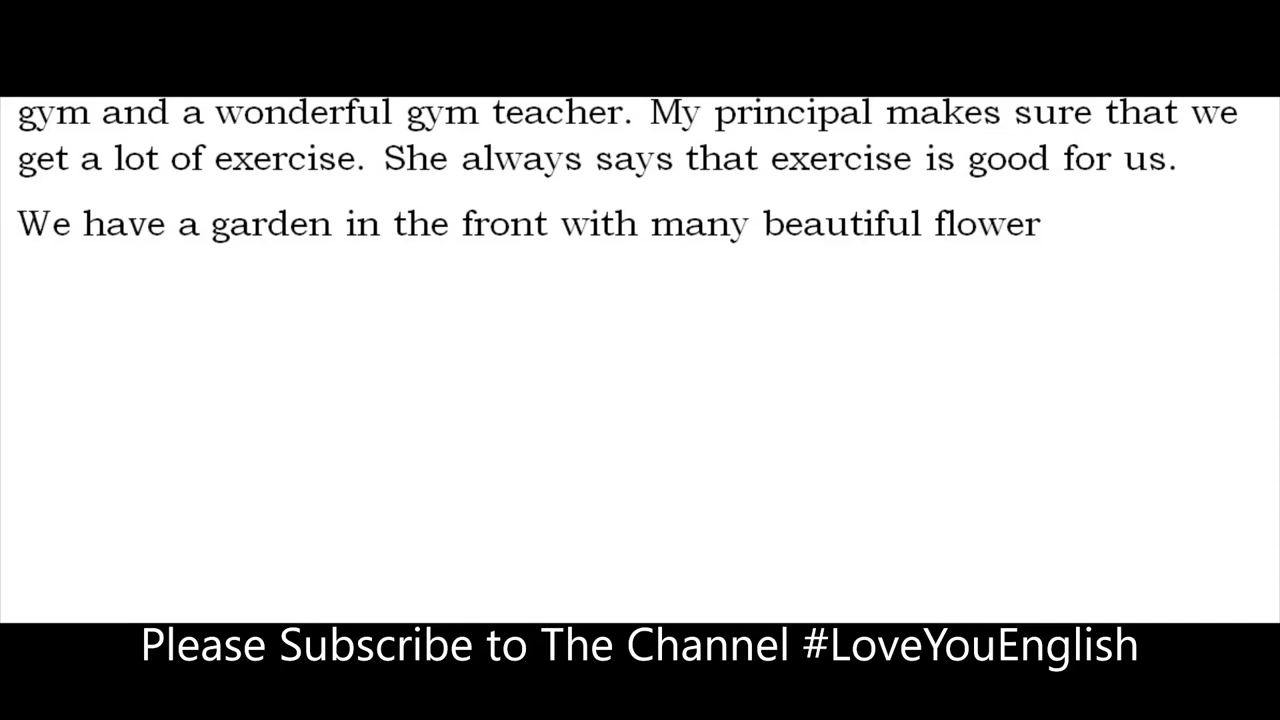 gym and a wonderful gym teacher. My principal makes sure that we
get a lot of exercise. She always says that exercise is good for us.
We have a garden in the front with many beautiful flower
Please Subscribe to The Channel #LoveYouEnglish